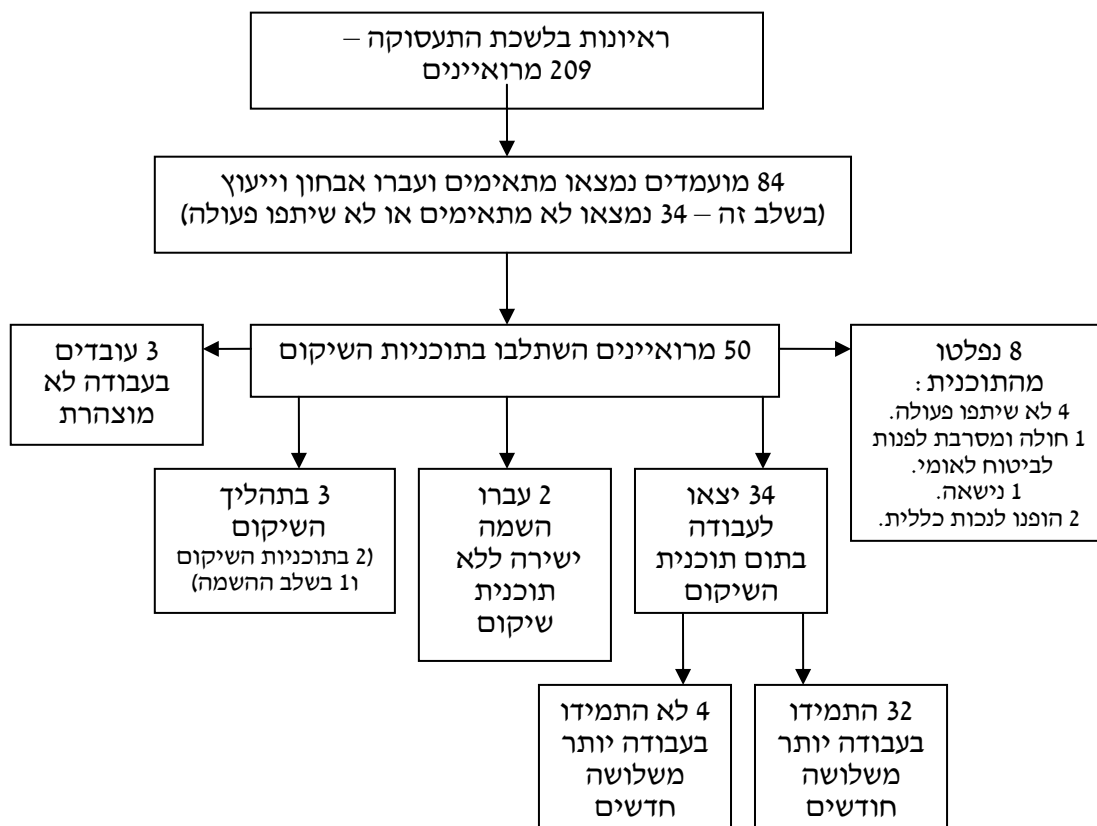 ראיונות בלשכת התעסוקה –
209 מרואיינים
84 מועמדים נמצאו מתאימים ועברו אבחון וייעוץ
(בשלב זה – 34 נמצאו לא מתאימים או לא שיתפו פעולה)
8 נפלטו
מהתוכנית :
4 לא שיתפו פעולה.
1 חולה ומסרבת לפנות
לביטוח לאומי.
1 נישאה.
2 הופנו לנכות כללית.
50 מרואיינים השתלבו בתוכניות השיקום
3 עובדים
בעבודה לא
מוצהרת
34 יצאו
לעבודה
בתום תוכנית
השיקום
2 עברו
השמה
ישירה ללא
תוכנית
שיקום
3 בתהליך
השיקום
(2 בתוכניות השיקום
ו1 בשלב ההשמה)
32 התמידו
בעבודה יותר
משלושה
חודשים
4 לא התמידו
בעבודה יותר
משלושה
חדשים